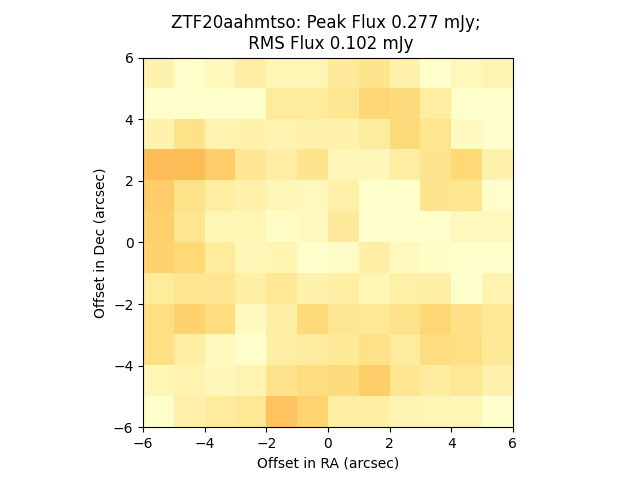 ZTF20aahmtso: Peak Flux 0.277 mJy;
RMS Flux 0.102 mJy
6
4
2
0
−2
−4
−6
Offset in Dec (arcsec)
−6 −4 −2 0 2 4 6
Offset in RA (arcsec)